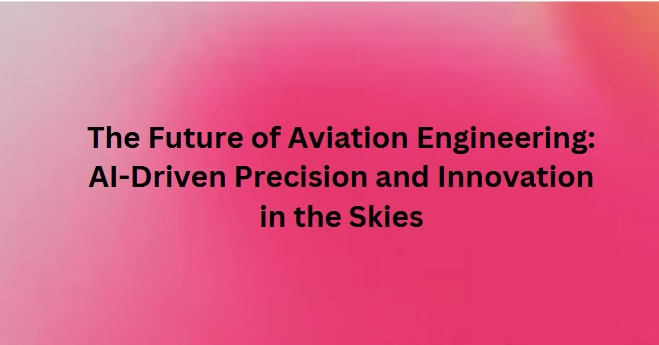 The Future of Aviation Engineering:
AI-Driven Precision and Innovation
in the Skies